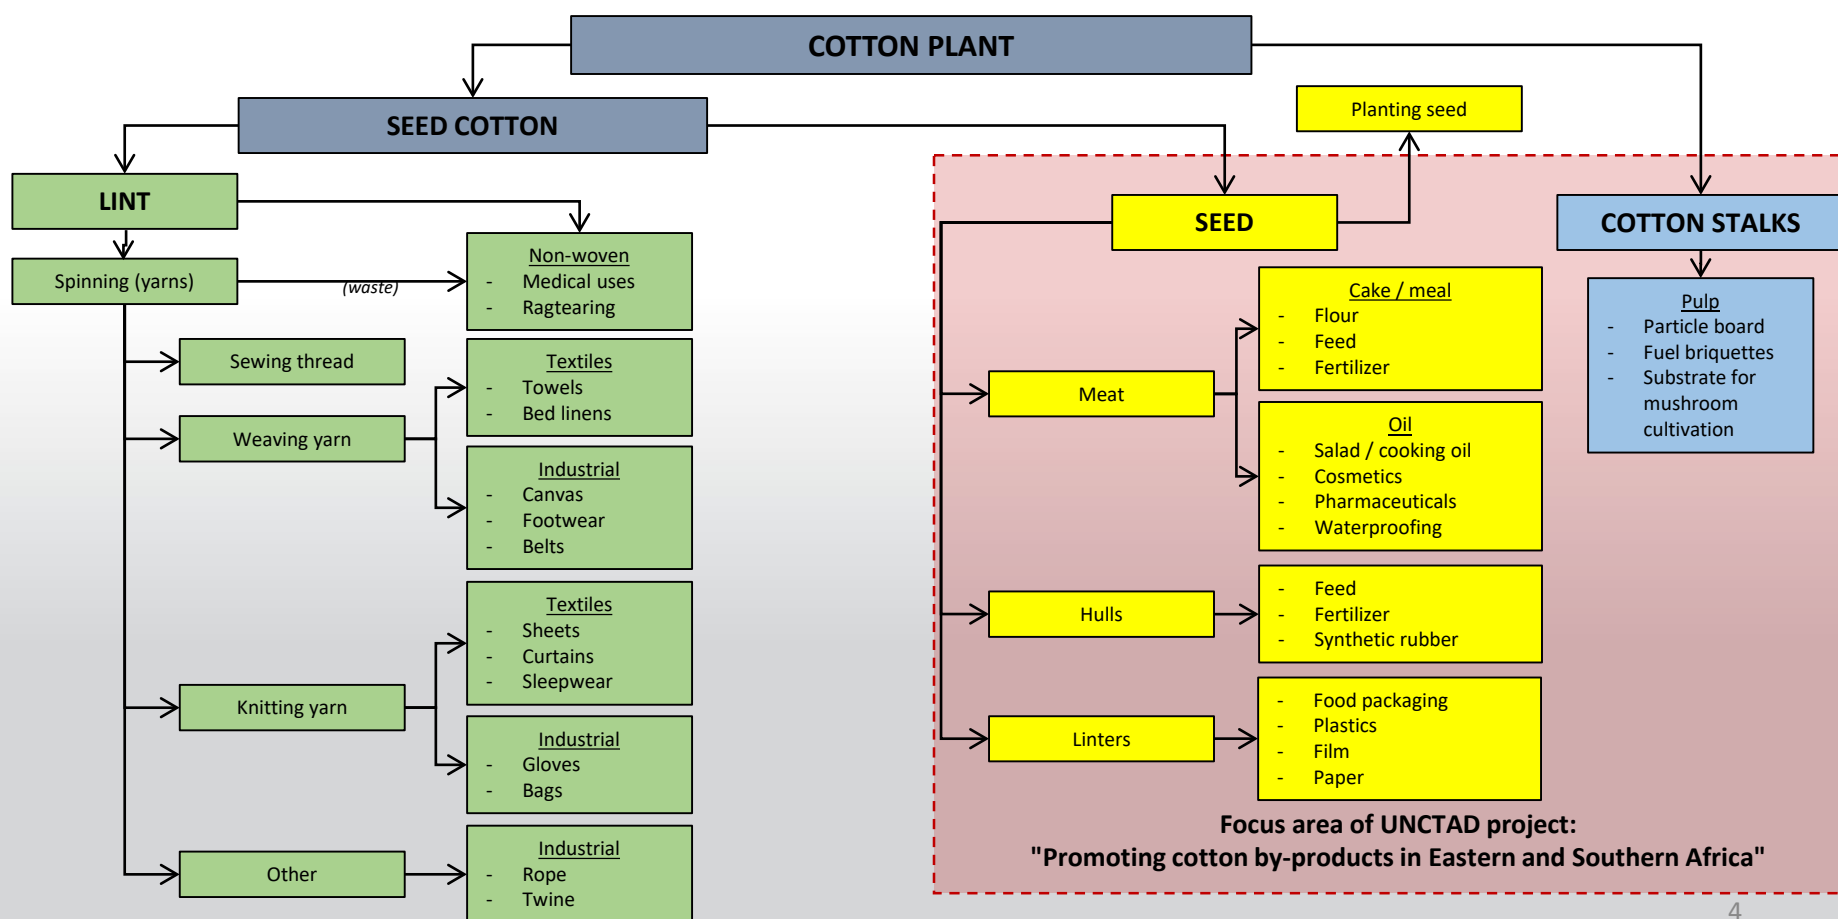 COTTON PLANT
SEED COTTON
Planting seed
LINT
SEED
COTTON STALKS
Spinning (yarns)
(waste)
Non-woven
- Medical uses
- Ragtearing
Sewing thread
Textiles
- Towels
- Bed linens
Weaving yarn
Industrial
- Canvas
- Footwear
- Belts
Textiles
- Sheets
- Curtains
- Sleepwear
Knitting yarn
Industrial
- Gloves
- Bags
Other
Industrial
- Rope
- Twine
Cake / meal
- Flour
- Feed
- Fertilizer
Meat
Oil
- Salad / cooking oil
- Cosmetics
- Pharmaceuticals
- Waterproofing
Hulls
- Feed
- Fertilizer
- Synthetic rubber
Linters
- Food packaging
- Plastics
- Film
- Paper
Pulp
- Particle board
- Fuel briquettes
- Substrate for
mushroom
cultivation
Focus area of UNCTAD project:
"Promoting cotton by-products in Eastern and Southern Africa"
4